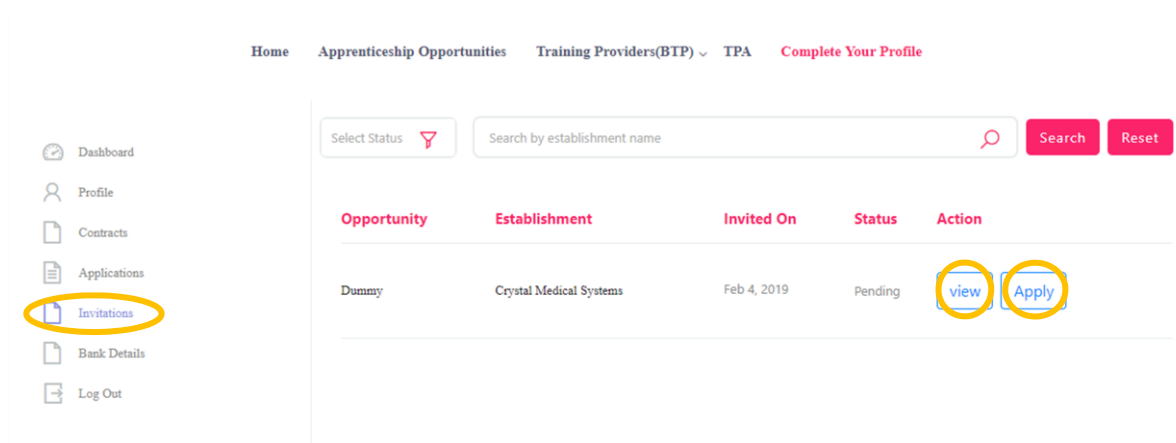 Home Apprenticeship Opportunities Training Providers(BTP) TPA Complete Your Profile
Select Status Search by establishment name Search Reset
Dashboard
Profile
Contracts
Applications
Invitations
Bank Details
Log Out
Opportunity Establishment Invited On Status Action
Dummy Crystal Medical Systems Feb 4, 2019 Pending view Apply